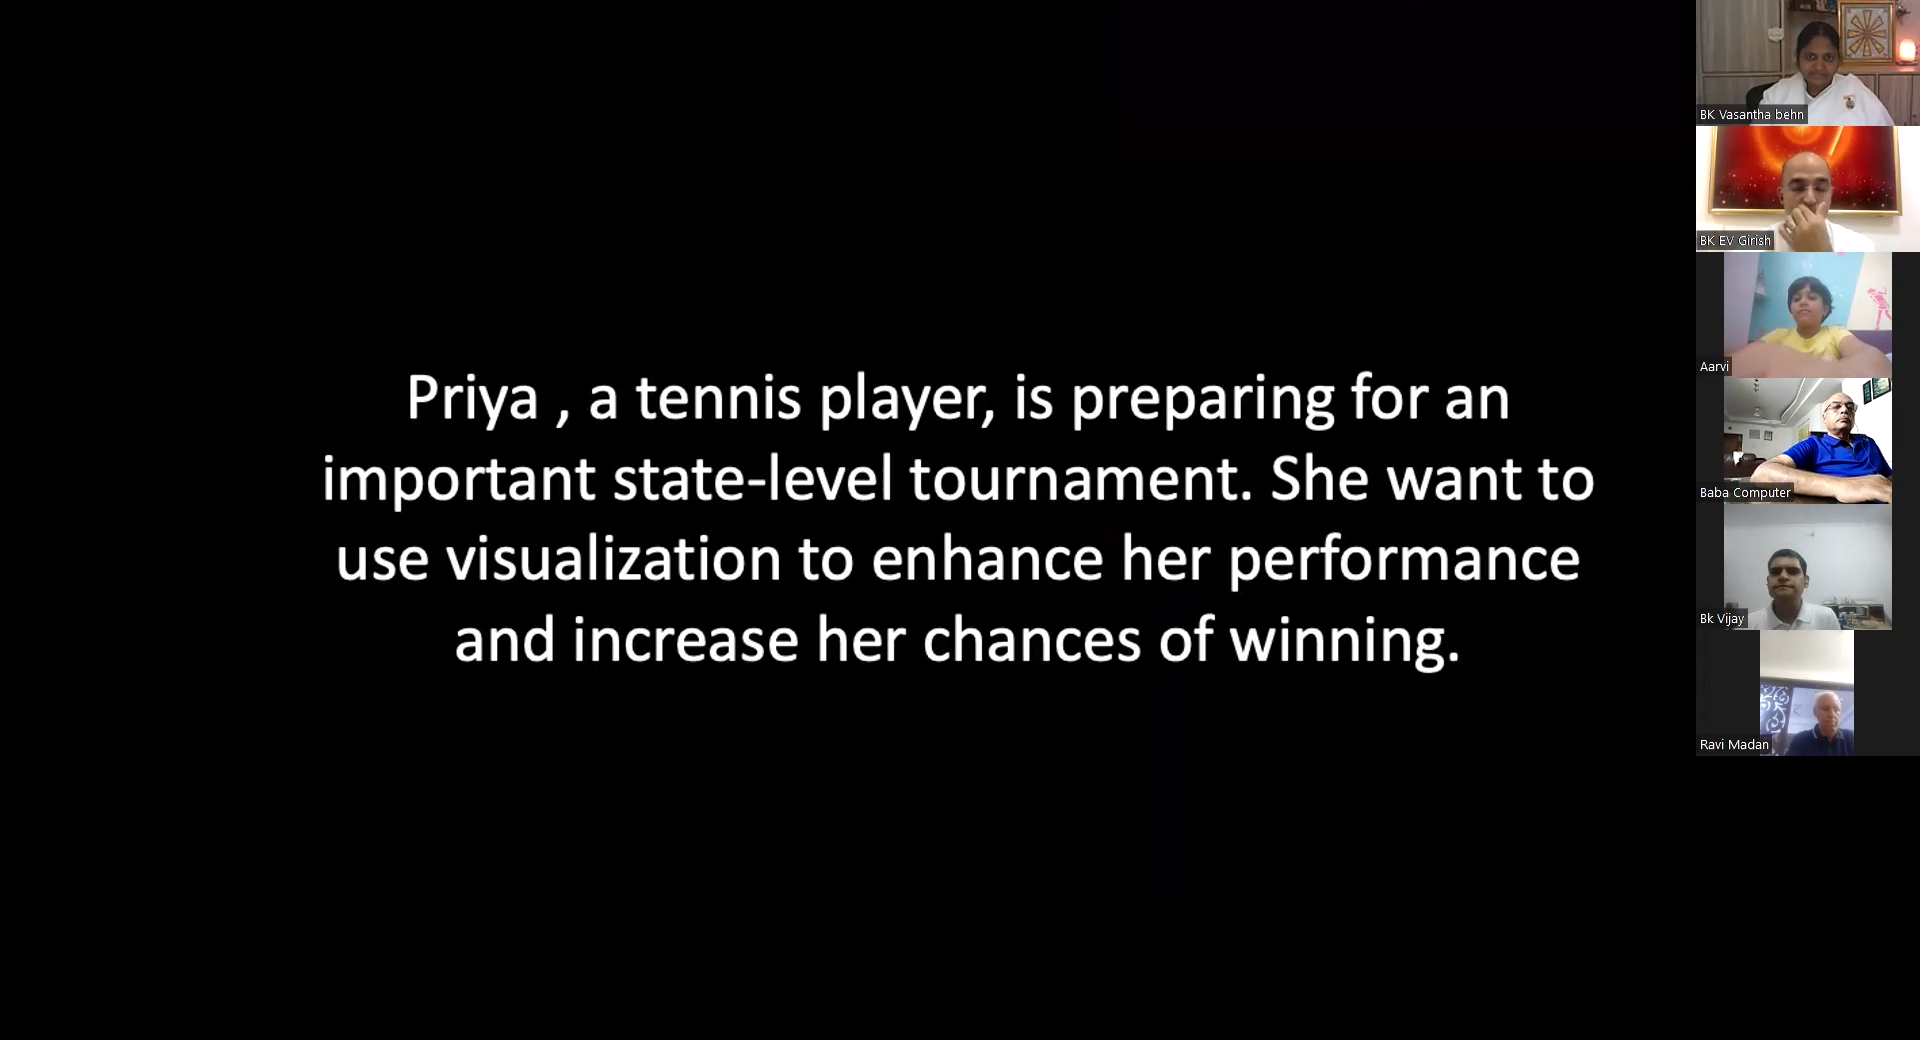 Priya , a tennis player, is preparing for an
important state-level tournament. She want to
use visualization to enhance her performance
and increase her chances of winning.
BK Vasantha behn
BK EV Girish
Aarvi
Baba Computer
Bk Vijay
Ravi Madan